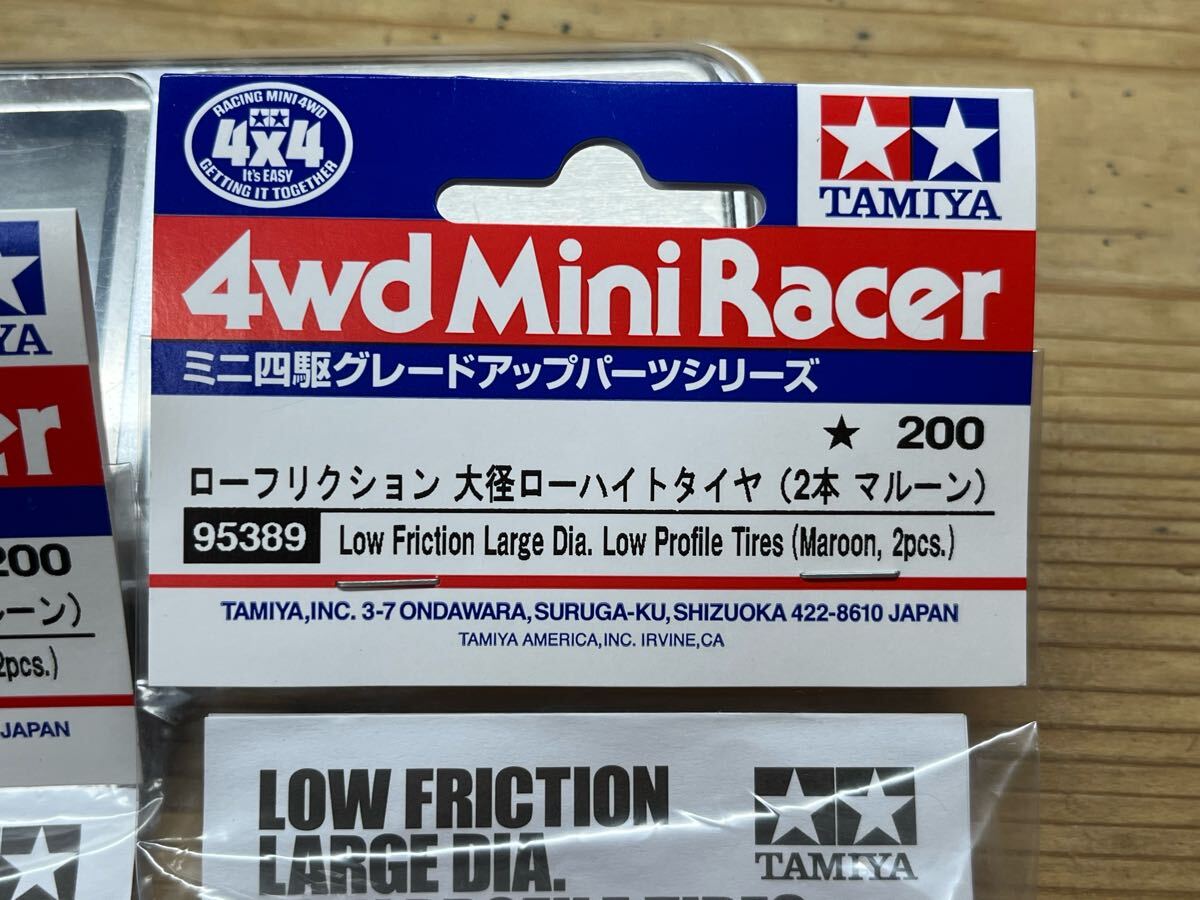 RACING MINI 4WD
4x4
It's EASY
GETTING IT TOGETHER
TAMIYA
4wd Mini Racer
ミニ四駆グレードアップパーツシリーズ
★ 200
ローフリクション 大径ローハイトタイヤ (2本 マルーン)
95389 Low Friction Large Dia. Low Profile Tires (Maroon, 2pcs.)
TAMIYA,INC. 3-7 ONDAWARA,SURUGA-KU,SHIZUOKA 422-8610 JAPAN
TAMIYA AMERICA,INC. IRVINE,CA
LOW FRICTION
LARGE DIA.
TAMIYA
YA
er
200
ルーン)
2pcs.)
JAPAN